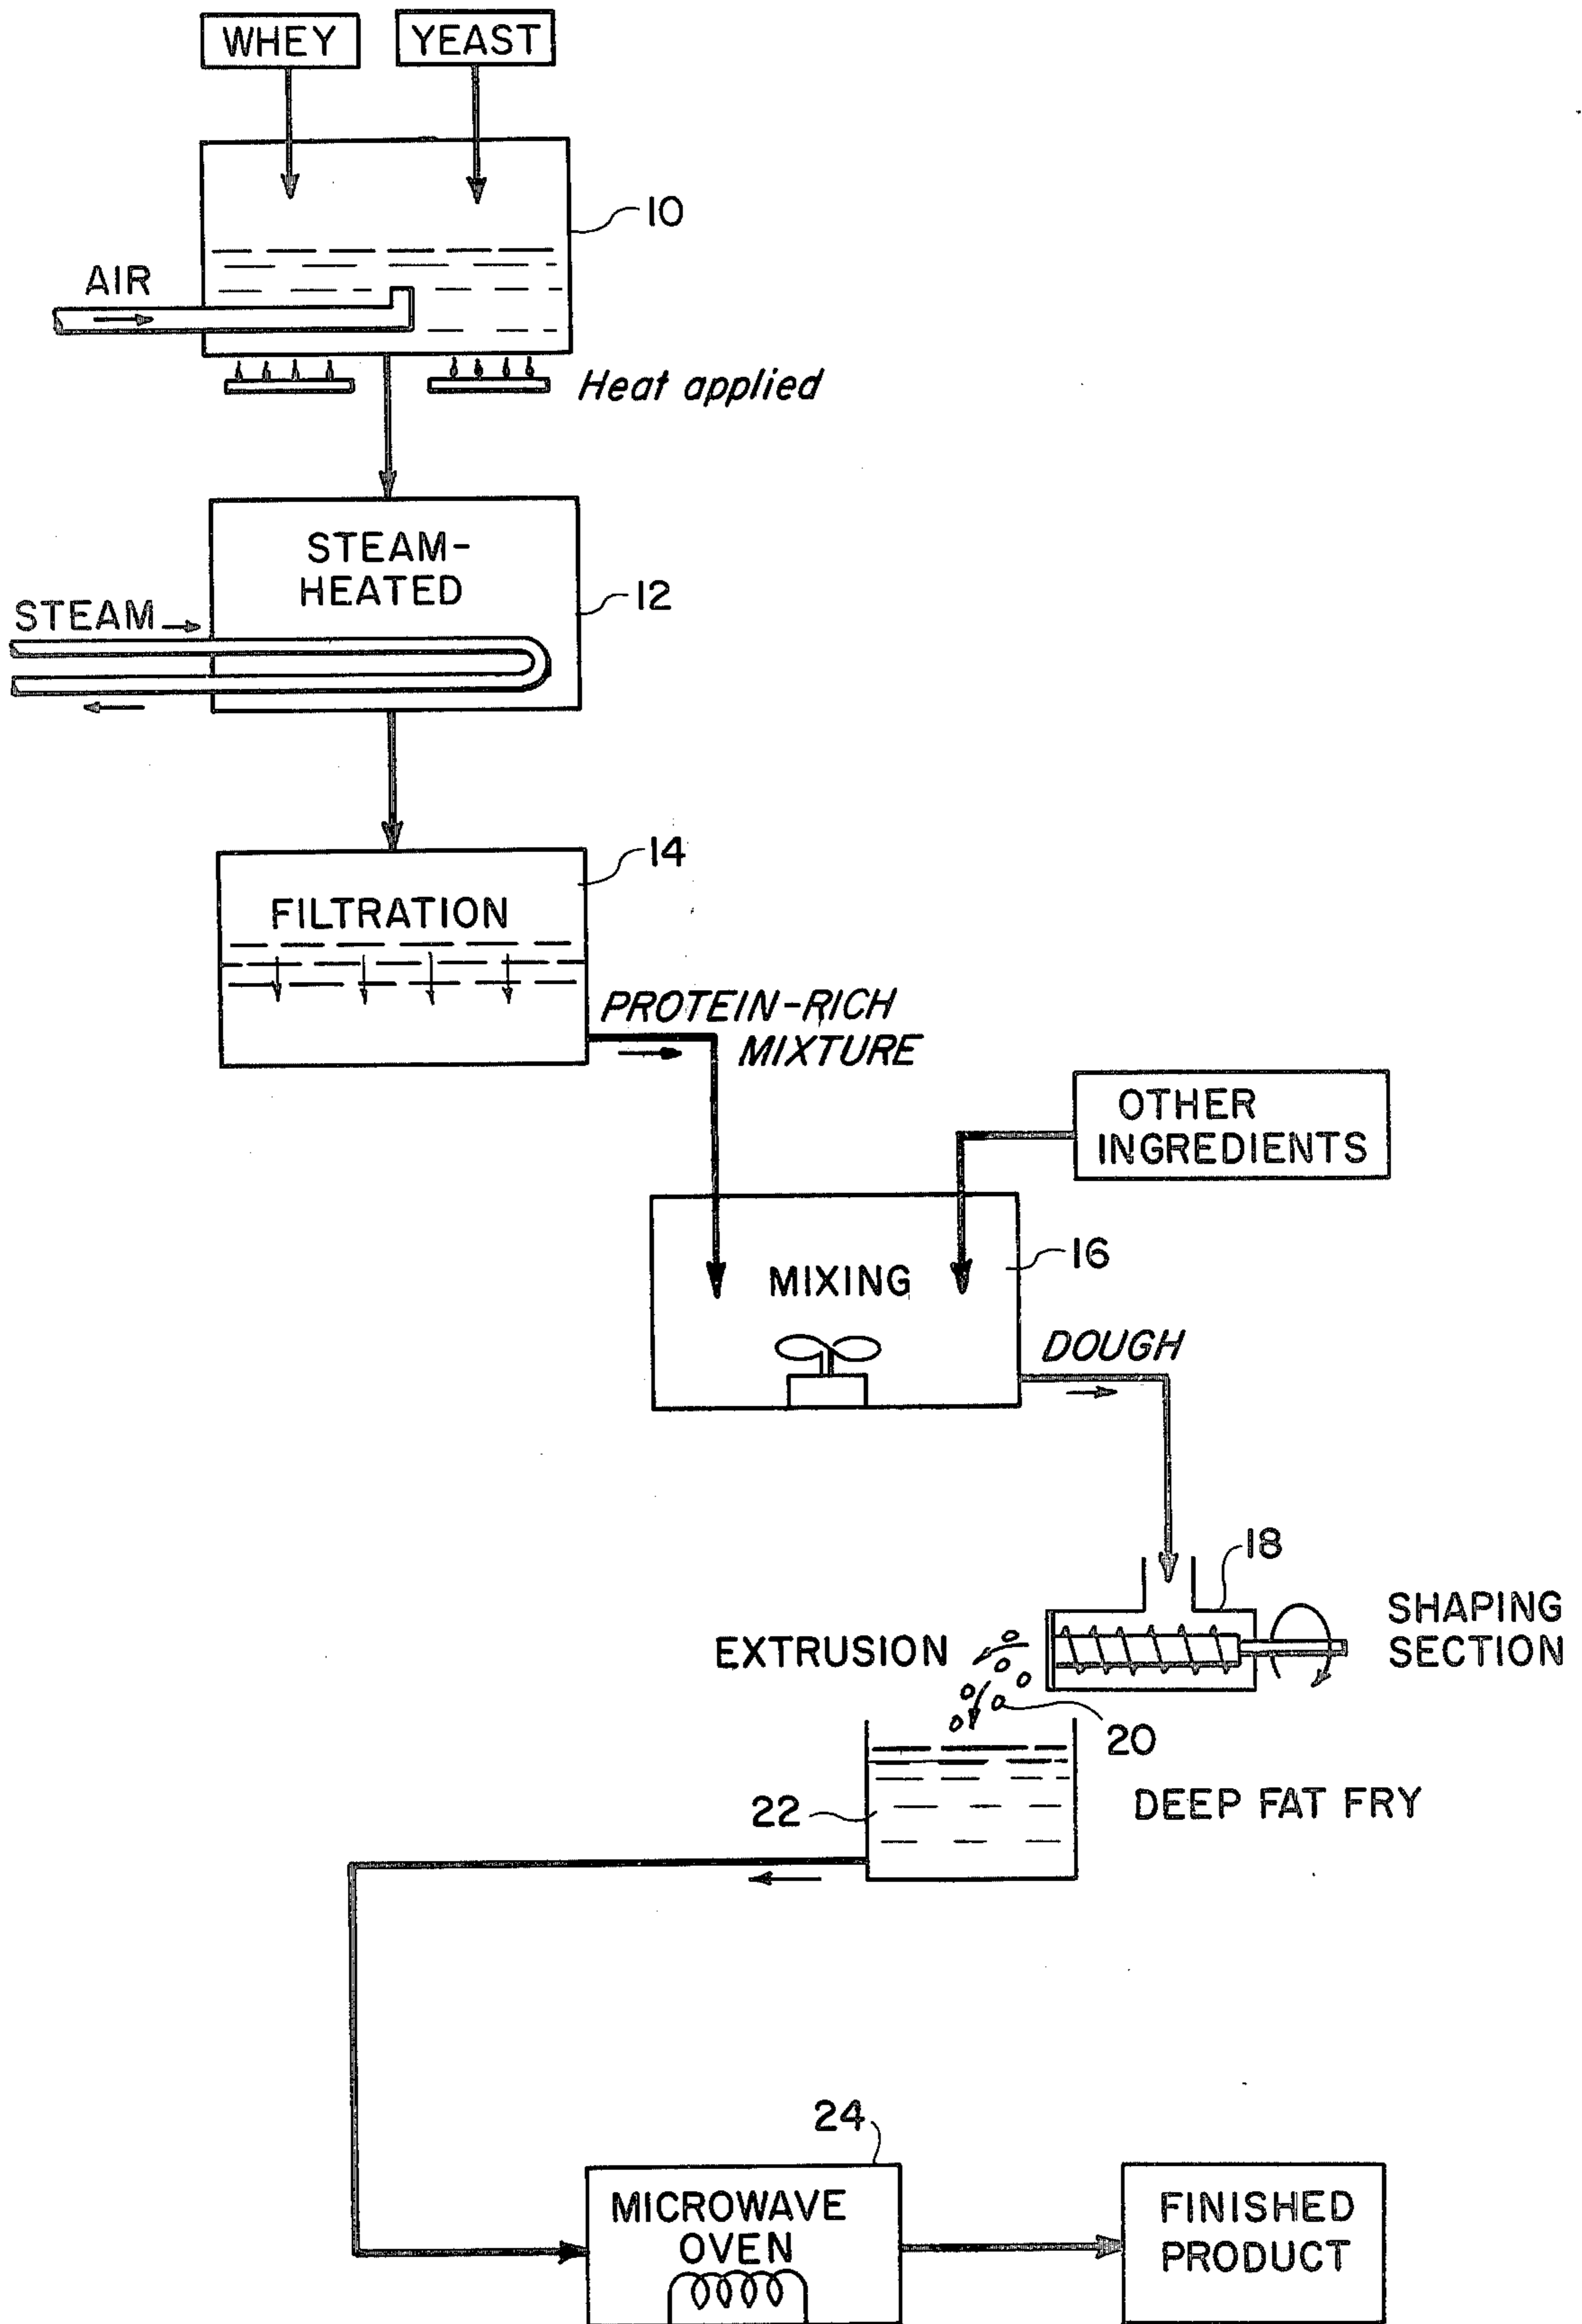 WHEY
YEAST
10
AIR
Heat applied
STEAM-
HEATED
12
STEAM
14
FILTRATION
PROTEIN-RICH
MIXTURE
OTHER
INGREDIENTS
16
MIXING
DOUGH
18
SHAPING
SECTION
EXTRUSION
20
22
DEEP FAT FRY
24
MICROWAVE
OVEN
FINISHED
PRODUCT